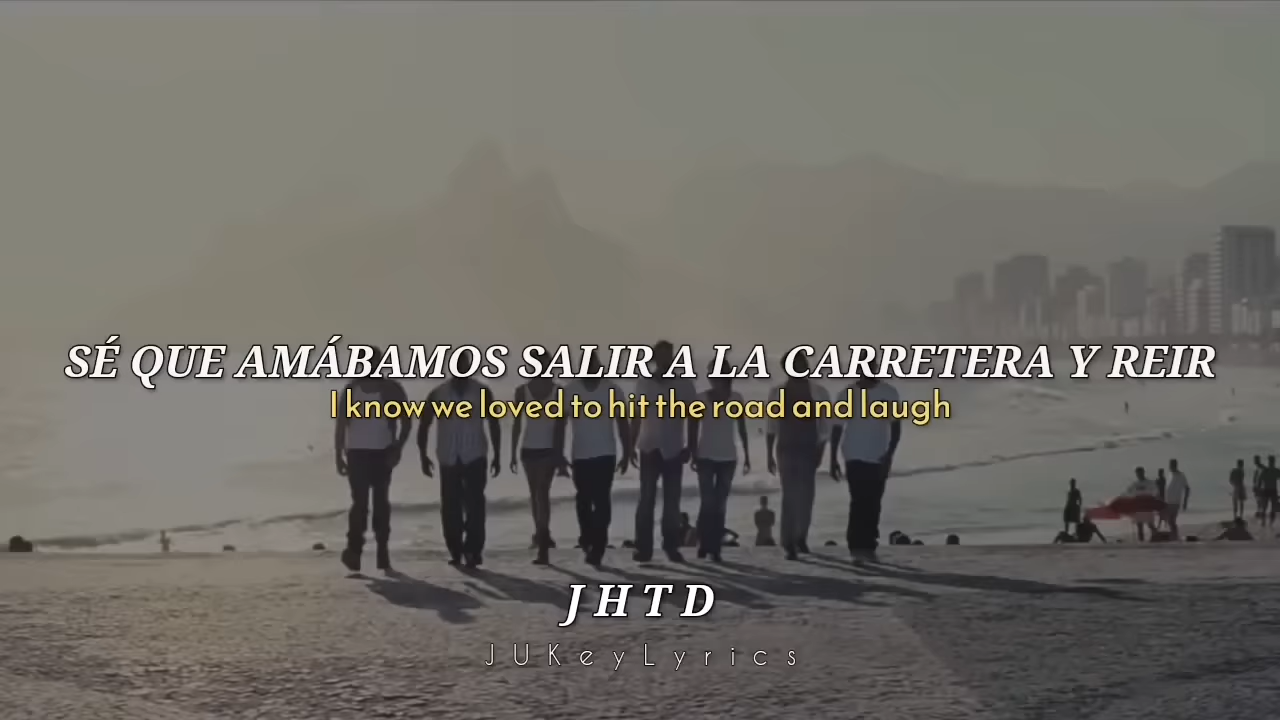 SÉ QUE AMÁBAMOS SALIR A LA CARRETERA Y REIR
I know we loved to hit the road and laugh
J H T D
J U K e y L y r i c s